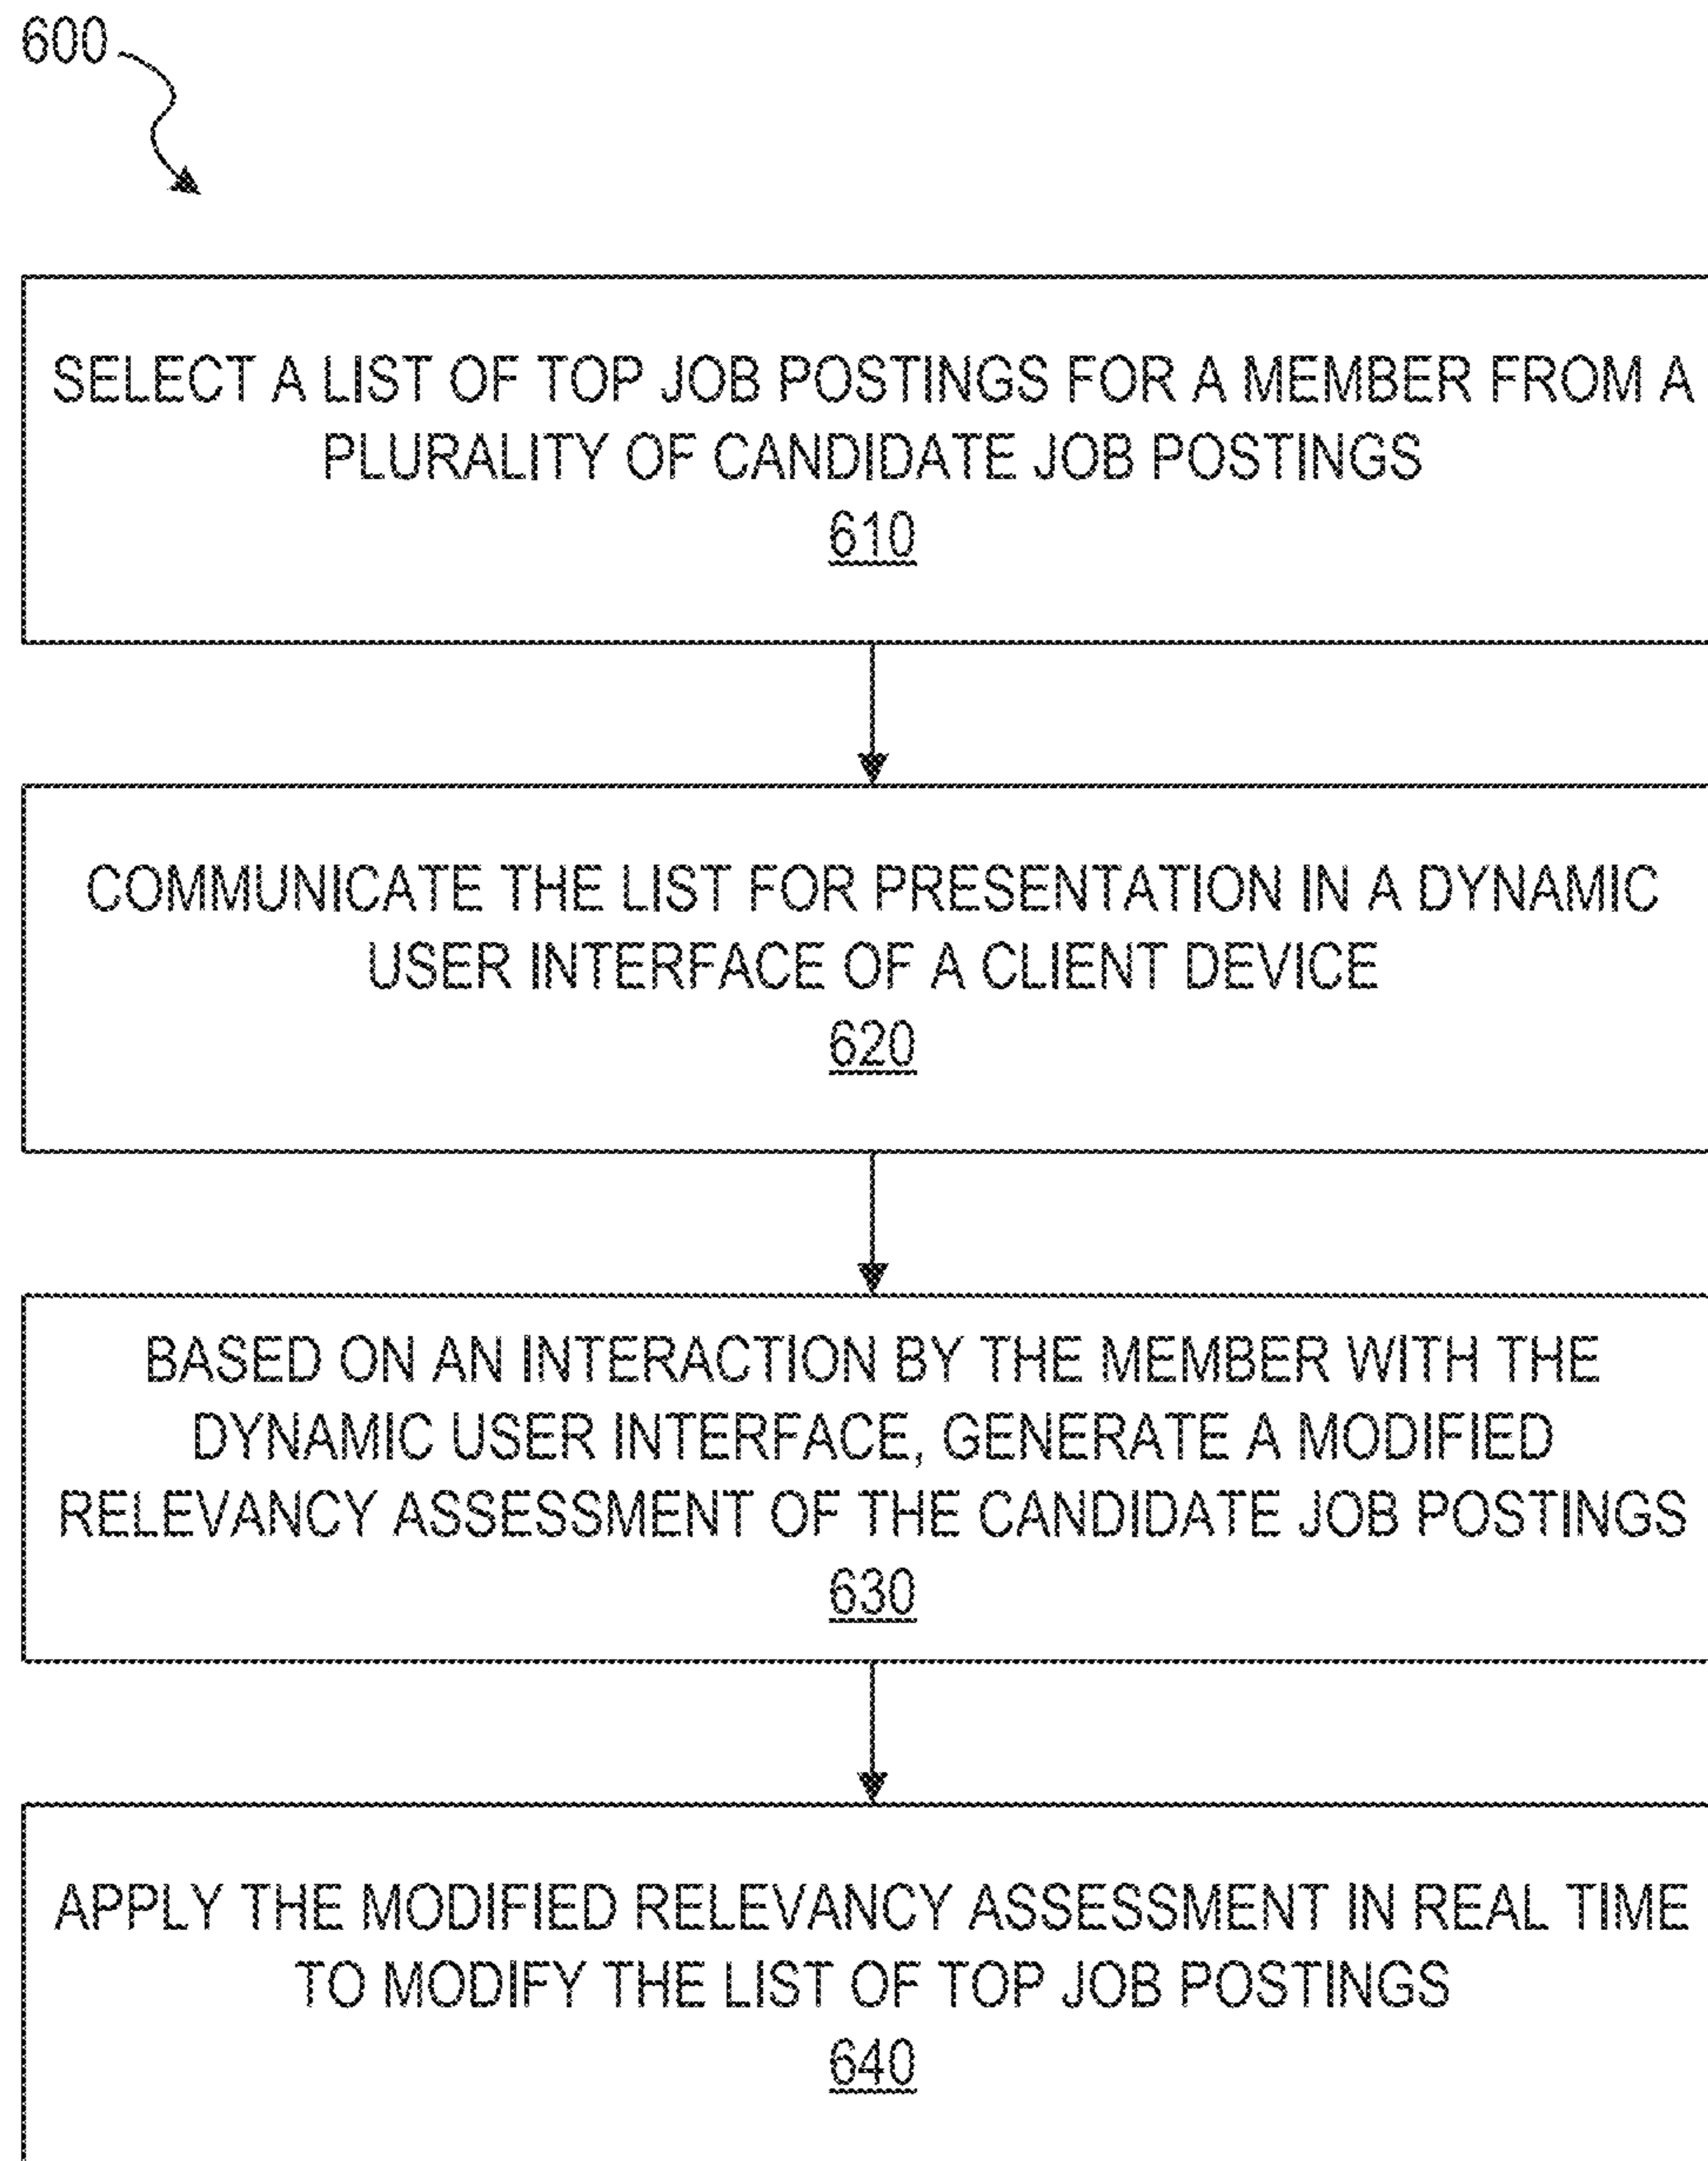 600
SELECT A LIST OF TOP JOB POSTINGS FOR A MEMBER FROM A
PLURALITY OF CANDIDATE JOB POSTINGS
610
COMMUNICATE THE LIST FOR PRESENTATION IN A DYNAMIC
USER INTERFACE OF A CLIENT DEVICE
620
BASED ON AN INTERACTION BY THE MEMBER WITH THE
DYNAMIC USER INTERFACE, GENERATE A MODIFIED
RELEVANCY ASSESSMENT OF THE CANDIDATE JOB POSTINGS
630
APPLY THE MODIFIED RELEVANCY ASSESSMENT IN REAL TIME
TO MODIFY THE LIST OF TOP JOB POSTINGS
640